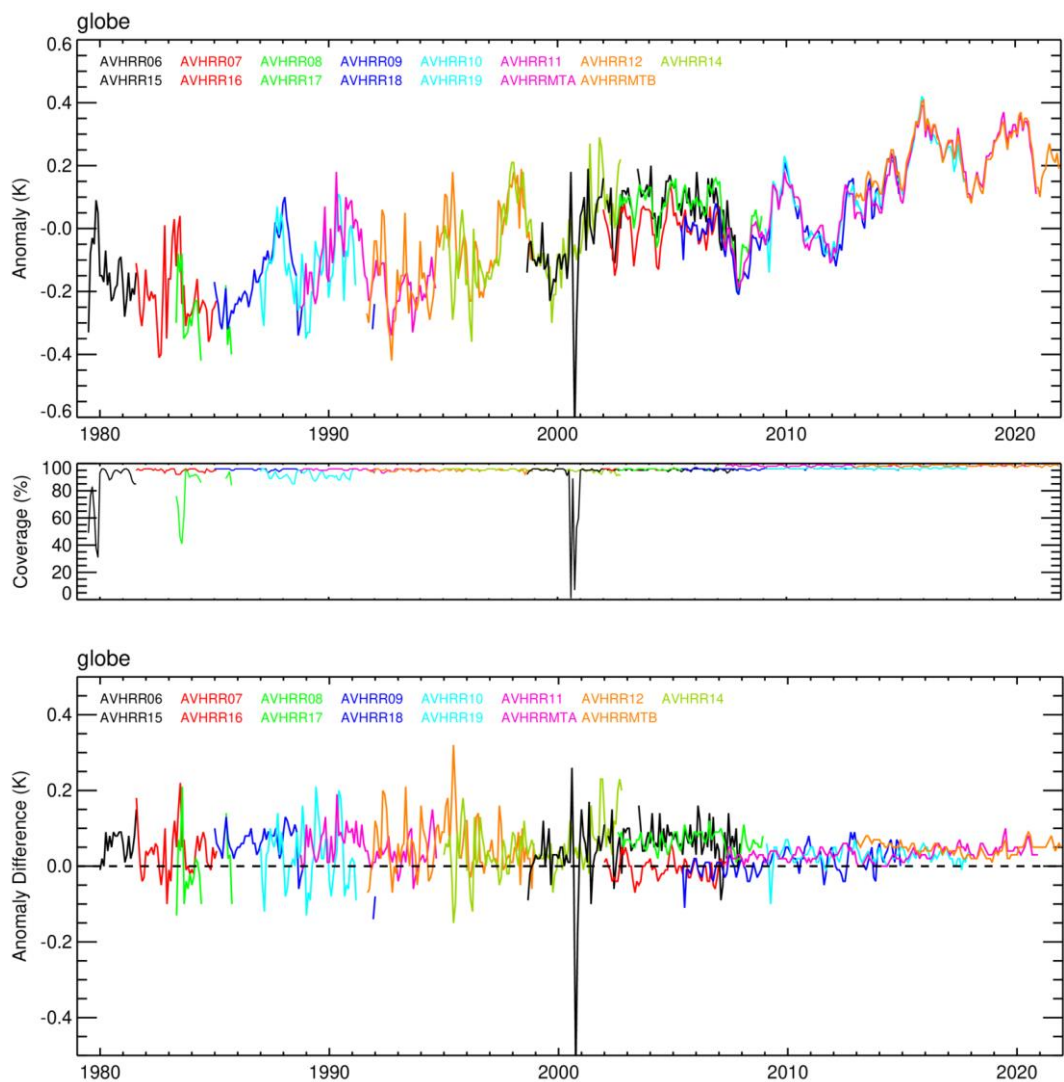 globe
0.6
AVHRR06 AVHRR07 AVHRR08 AVHRR09 AVHRR10 AVHRR11 AVHRR12 AVHRR14
AVHRR15 AVHRR16 AVHRR17 AVHRR18 AVHRR19 AVHRRMTA AVHRRMTB
0.4
0.2
-0.0
-0.2
-0.4
-0.6
Anomaly (K)
1980 1990 2000 2010 2020
100
80
60
40
20
0
Coverage (%)
globe
AVHRR06 AVHRR07 AVHRR08 AVHRR09 AVHRR10 AVHRR11 AVHRR12 AVHRR14
AVHRR15 AVHRR16 AVHRR17 AVHRR18 AVHRR19 AVHRRMTA AVHRRMTB
0.4
0.2
0.0
-0.2
-0.4
Anomaly Difference (K)
1980 1990 2000 2010 2020